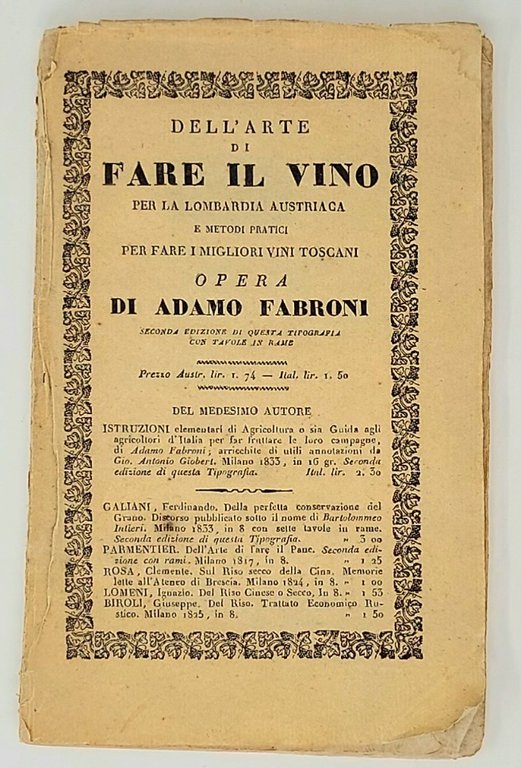 DELL'ARTE
DI
FARE IL VINO
PER LA LOMBARDIA AUSTRIACA
E METODI PRATICI
PER FARE I MIGLIORI VINI TOSCANI
OPERA
DI ADAMO FABRONI
SECONDA EDIZIONE DI QUESTA TIPOGRAFIA
CON TAVOLE IN RAME
Prezzo Austr. lir. 1. 74 — Ital. lir. 1. 50
DEL MEDESIMO AUTORE
ISTRUZIONI elementari di Agricoltura o sia Guida agli
agricoltori d'Italia per far fruttare le loro campagne,
di Adamo Fabroni; arricchite di utili annotazioni da
Gio. Antonio Giobert. Milano 1833, in 16 gr. Seconda
edizione di questa Tipografia. Ital. lir. 2. 30
GALIANI, Ferdinando. Della perfetta conservazione del
Grano. Discorso pubblicato sotto il nome di Bartolommeo
Intieri. Milano 1833, in 8 con sette tavole in rame.
Seconda edizione di questa Tipografia. " 3 00
PARMENTIER. Dell'Arte di fare il Pane. Seconda edi-
zione con rami. Milano 1817, in 8. " 1 25
ROSA, Clemente. Sul Riso secco della Cina. Memorie
lette all'Ateneo di Brescia. Milano 1824, in 8. " 1 00
LOMENI, Ignazio. Del Riso Cinese o Secco. In 8. " 1 53
BIROLI, Giuseppe. Del Riso. Trattato Economico Ru-
stico. Milano 1825, in 8. " 1 50